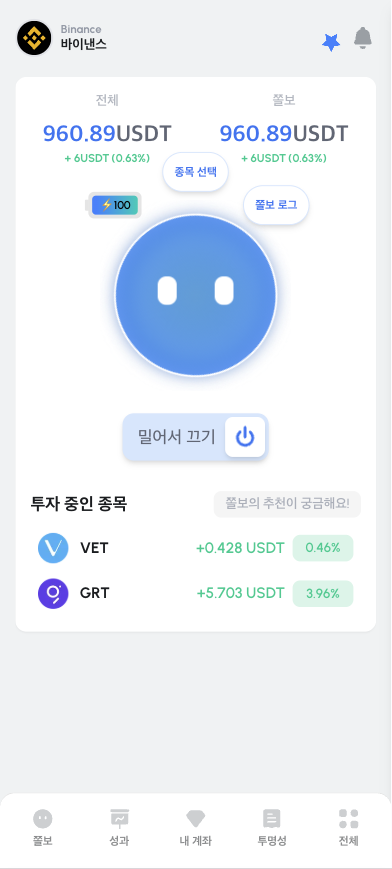 Binance
바이낸스
전체
쫄보
960.89USDT
960.89USDT
+ 6USDT (0.63%)
+ 6USDT (0.63%)
종목 선택
⚡100
쫄보 로그
밀어서 끄기
투자 중인 종목
쫄보의 추천이 궁금해요!
VET
+0.428 USDT
0.46%
GRT
+5.703 USDT
3.96%
쫄보
성과
내 계좌
투명성
전체